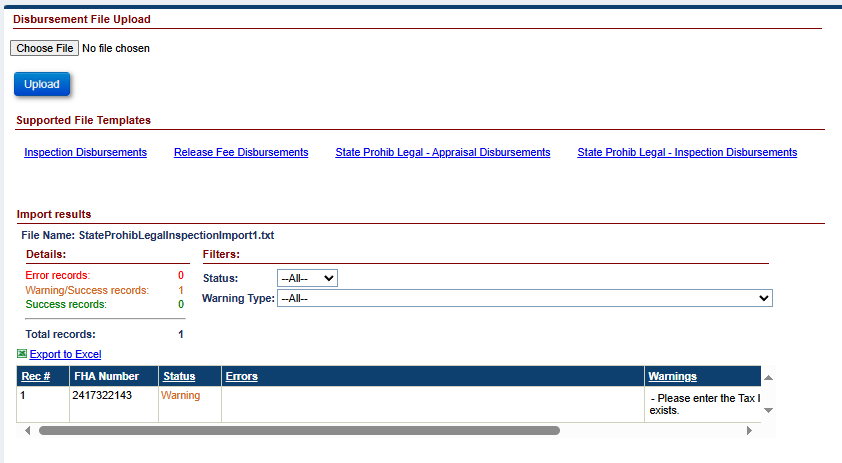 Disbursement File Upload
Choose File No file chosen
Upload
Supported File Templates
Inspection Disbursements Release Fee Disbursements State Prohib Legal - Appraisal Disbursements State Prohib Legal - Inspection Disbursements
Import results
File Name: StateProhibLegalInspectionImport1.txt
Details: Filters:
Error records: 0
Status: --All--
Warning/Success records: 1
Warning Type: --All--
Success records: 0
Total records: 1
Export to Excel
Rec # FHA Number Status Errors Warnings
1 2417322143 Warning - Please enter the Tax
exists.